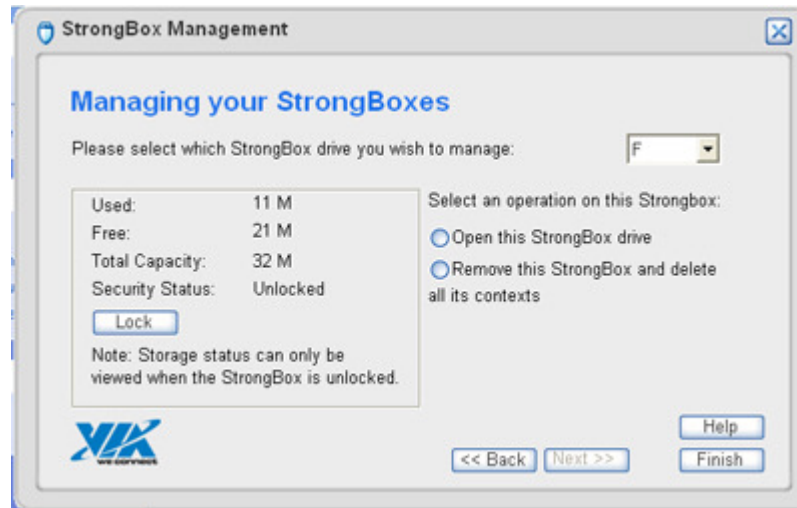 StrongBox Management
Managing your StrongBoxes
Please select which StrongBox drive you wish to manage: F
Used: 11 M
Free: 21 M
Total Capacity: 32 M
Security Status: Unlocked
Lock
Note: Storage status can only be
viewed when the StrongBox is unlocked.
Select an operation on this Strongbox:
Open this StrongBox drive
Remove this StrongBox and delete
all its contexts
VIA
we connect
Help
<< Back Next >> Finish